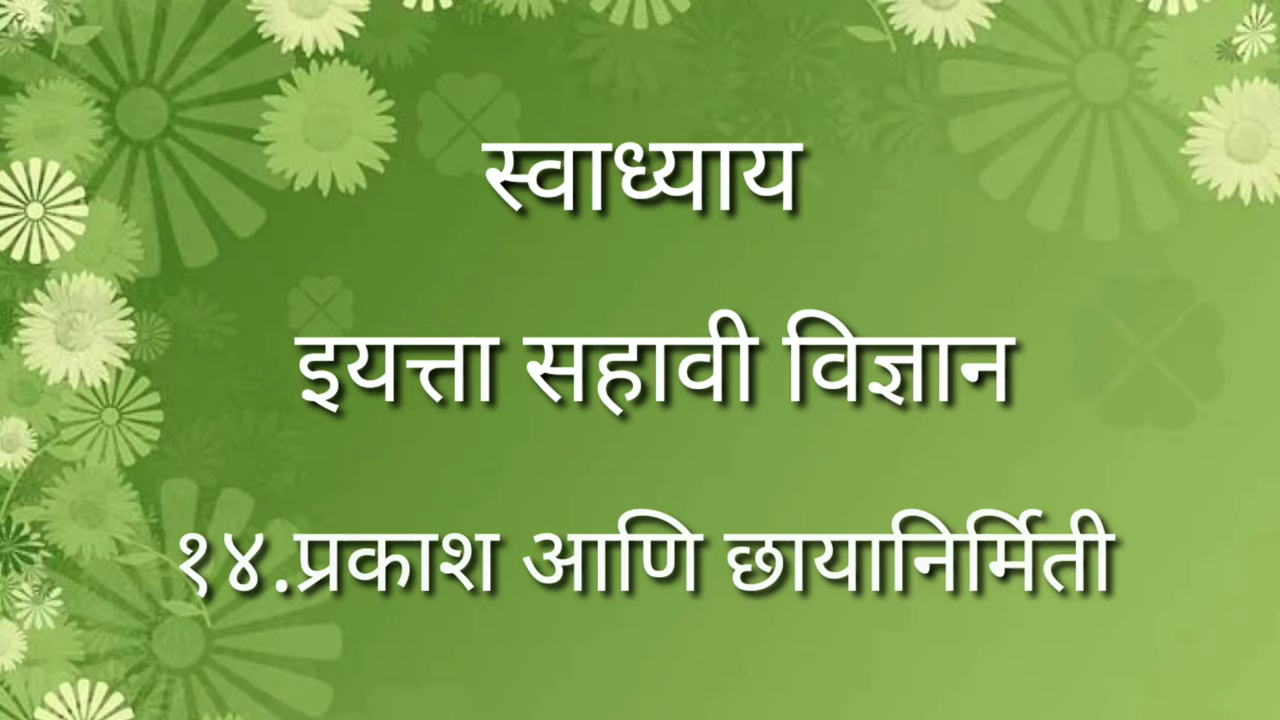 स्वाध्याय
इयत्ता सहावी विज्ञान
१४.प्रकाश आणि छायानिर्मिती